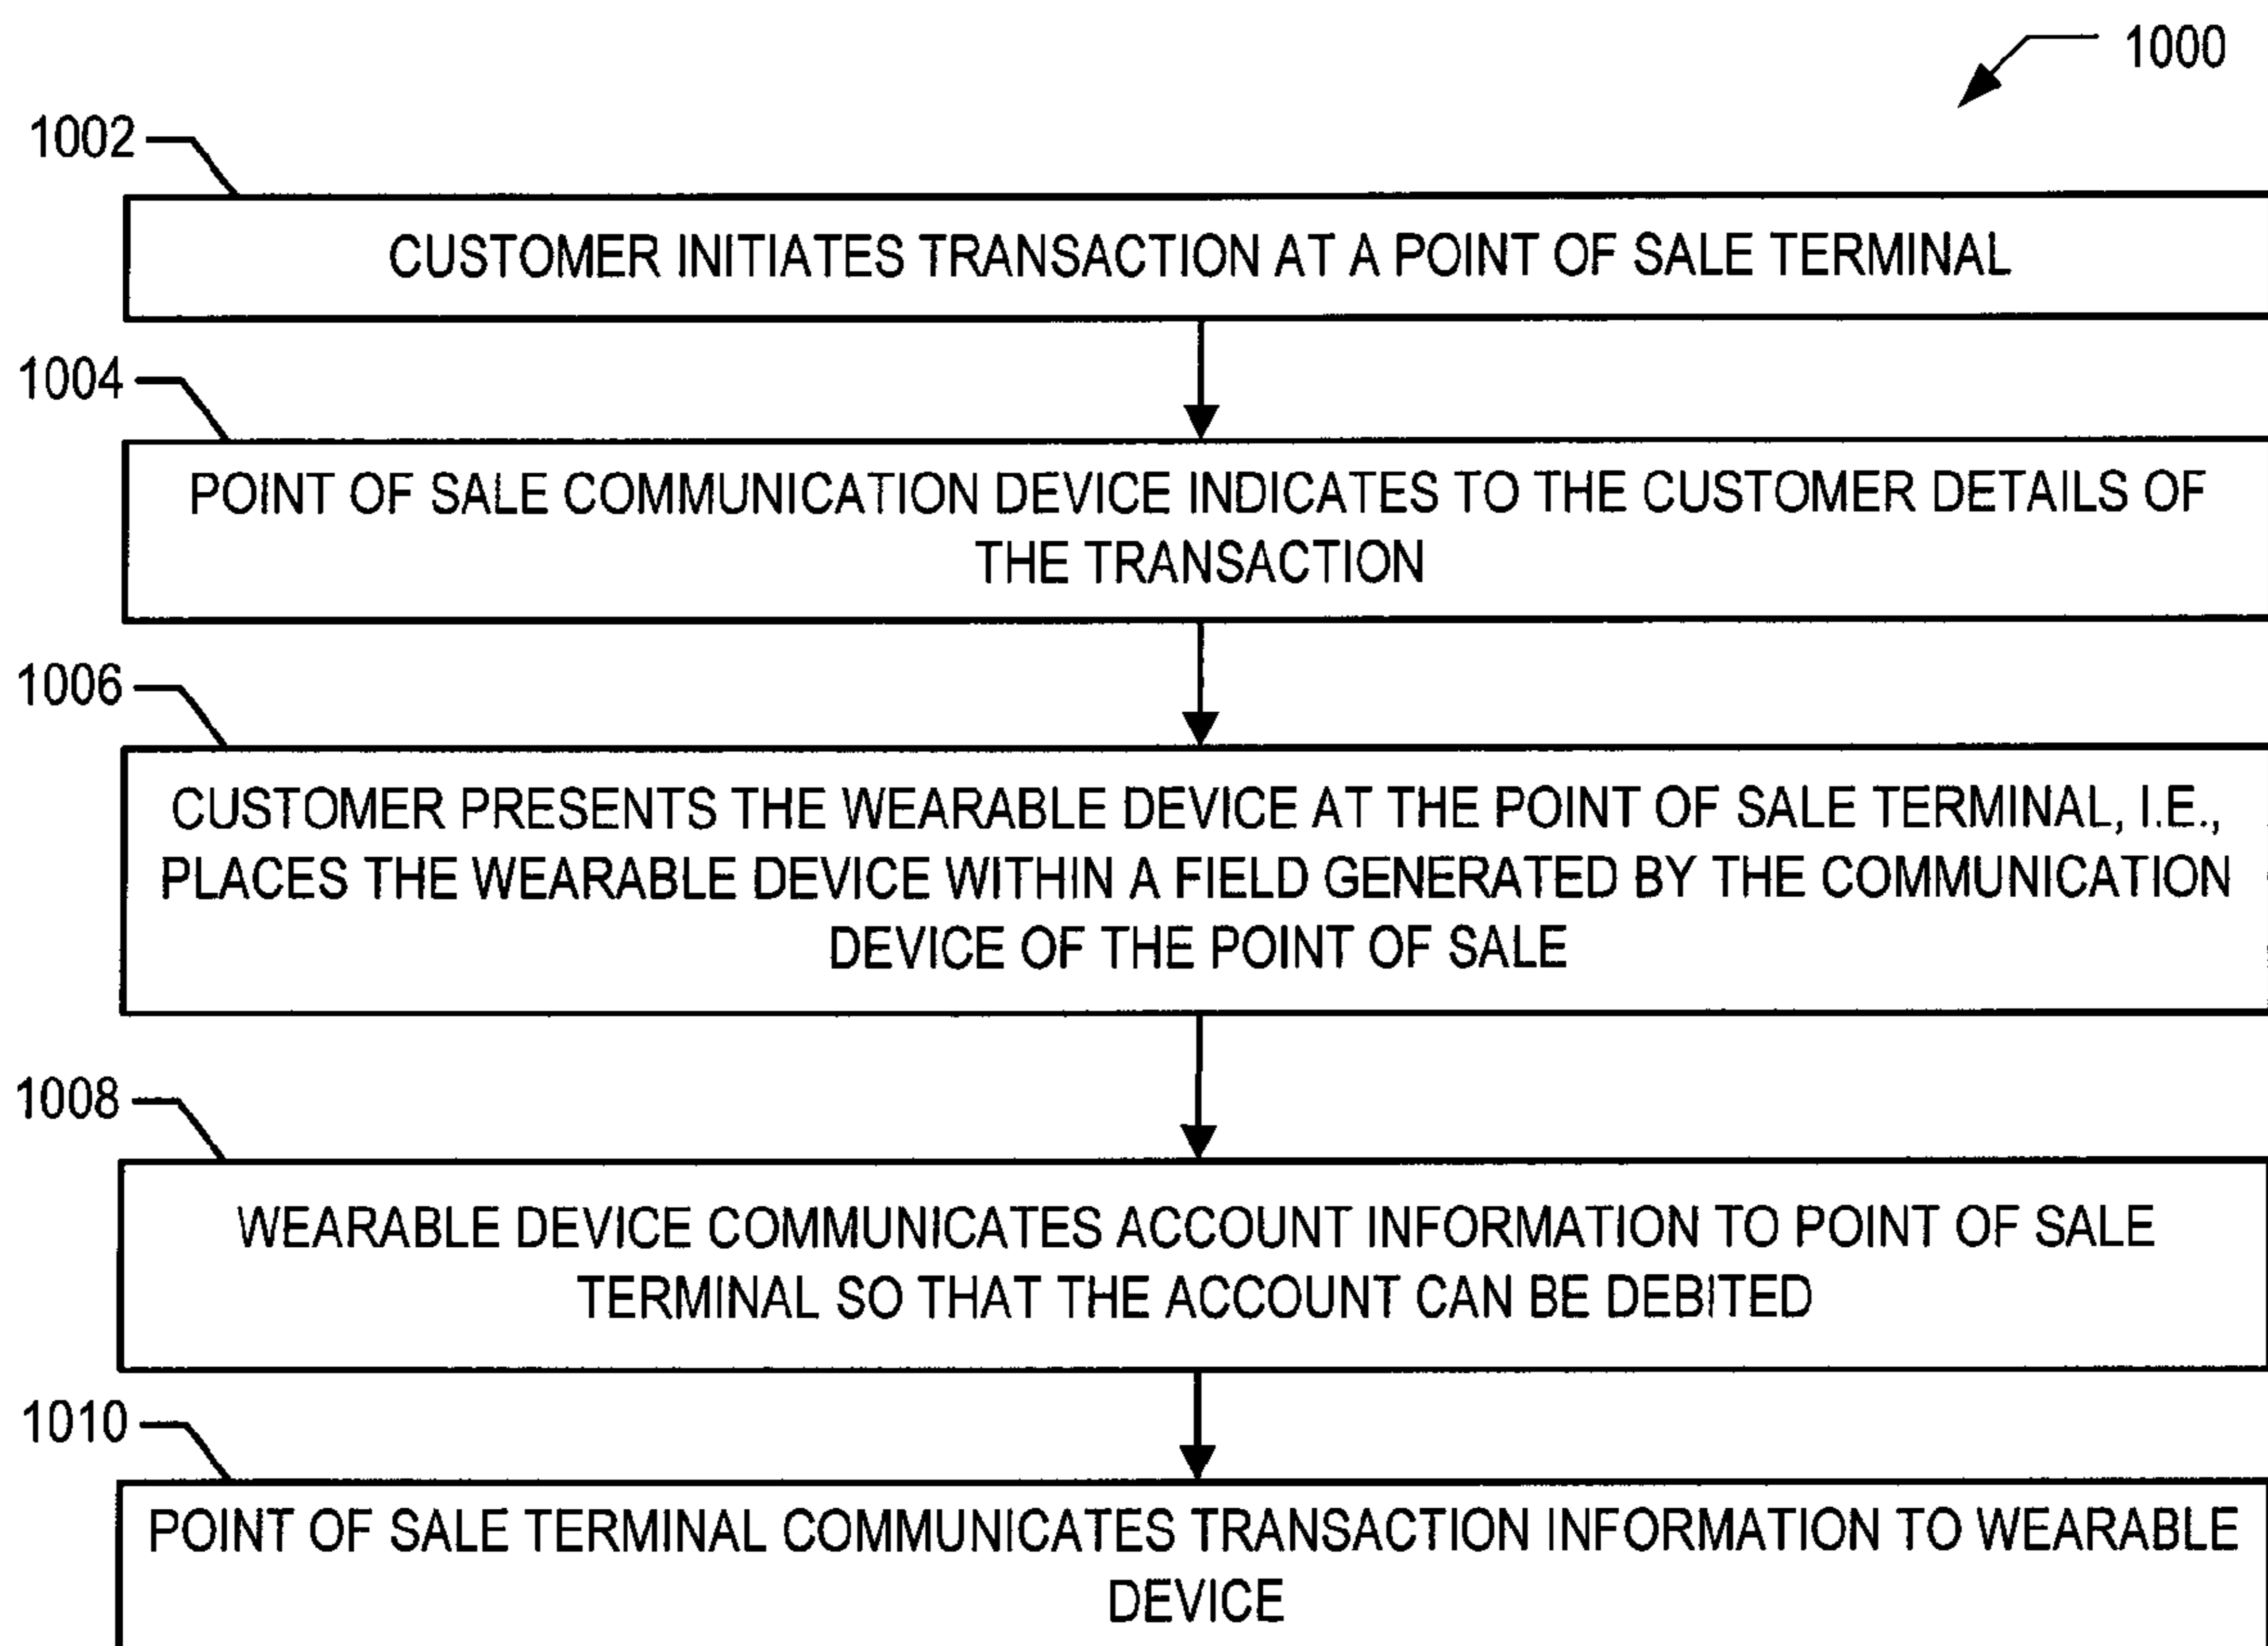 1000
1002
CUSTOMER INITIATES TRANSACTION AT A POINT OF SALE TERMINAL
1004
POINT OF SALE COMMUNICATION DEVICE INDICATES TO THE CUSTOMER DETAILS OF
THE TRANSACTION
1006
CUSTOMER PRESENTS THE WEARABLE DEVICE AT THE POINT OF SALE TERMINAL, I.E.,
PLACES THE WEARABLE DEVICE WITHIN A FIELD GENERATED BY THE COMMUNICATION
DEVICE OF THE POINT OF SALE
1008
WEARABLE DEVICE COMMUNICATES ACCOUNT INFORMATION TO POINT OF SALE
TERMINAL SO THAT THE ACCOUNT CAN BE DEBITED
1010
POINT OF SALE TERMINAL COMMUNICATES TRANSACTION INFORMATION TO WEARABLE
DEVICE